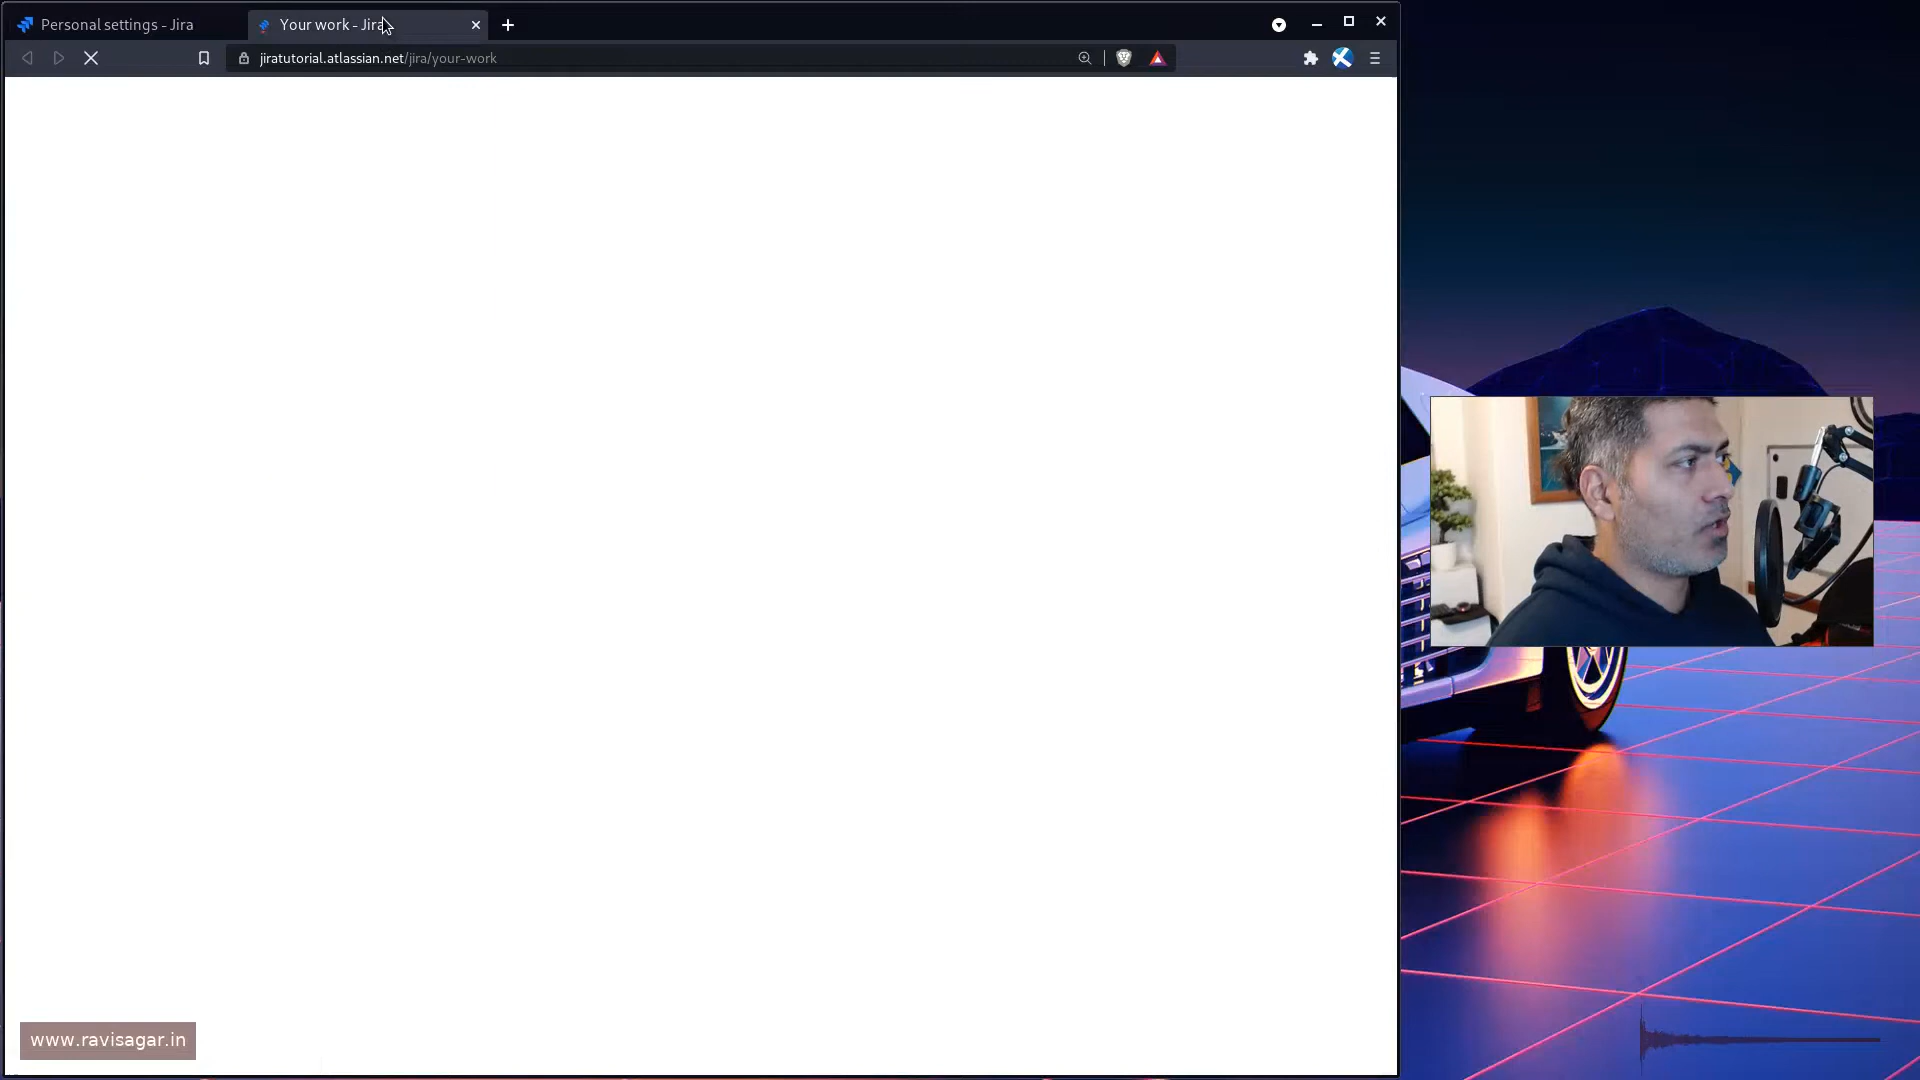 Personal settings - Jira
Your work - Jira
jiratutorial.atlassian.net/jira/your-work
www.ravisagar.in